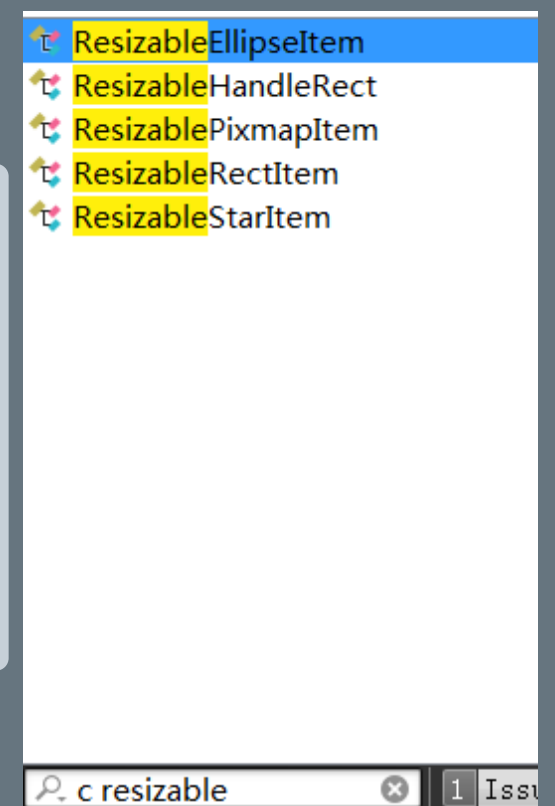 ResizableEllipseItem
ResizableHandleRect
ResizablePixmapItem
ResizableRectItem
ResizableStarItem
c resizable
1